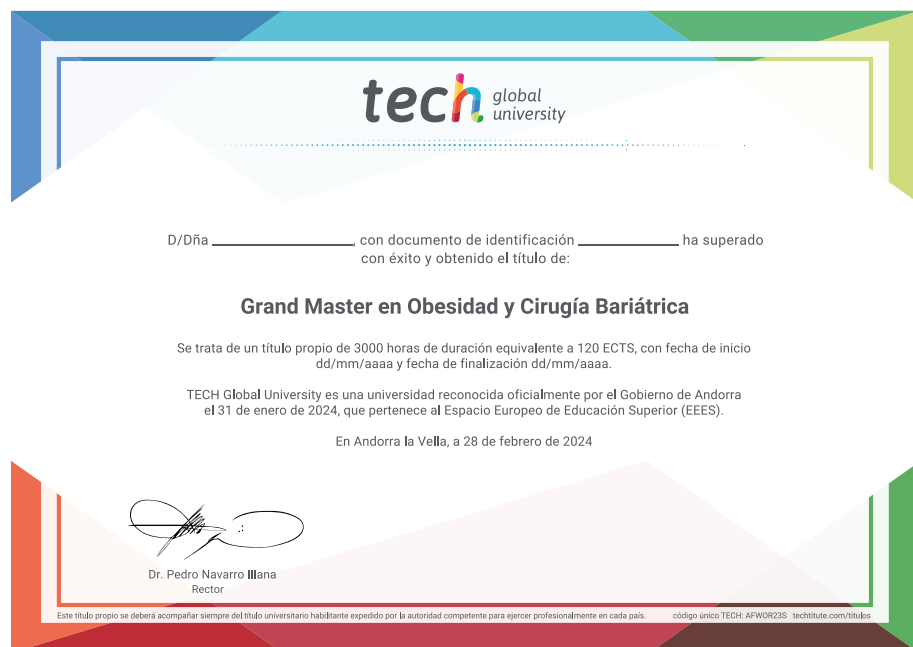 tech global university
D/Dña ________________, con documento de identificación ____________ ha superado
con éxito y obtenido el título de:
Grand Master en Obesidad y Cirugía Bariátrica
Se trata de un título propio de 3000 horas de duración equivalente a 120 ECTS, con fecha de inicio
dd/mm/aaaa y fecha de finalización dd/mm/aaaa.
TECH Global University es una universidad reconocida oficialmente por el Gobierno de Andorra
el 31 de enero de 2024, que pertenece al Espacio Europeo de Educación Superior (EEES).
En Andorra la Vella, a 28 de febrero de 2024
Dr. Pedro Navarro Illana
Rector
Este título propio se deberá acompañar siempre del título universitario habilitante expedido por la autoridad competente para ejercer profesionalmente en cada país. código único TECH: AFWOR23S techtitute.com/titulos